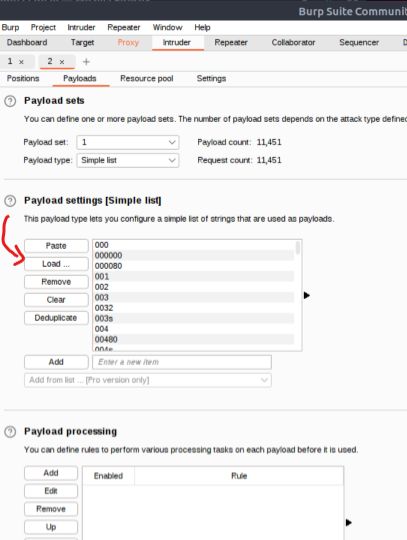 Burp Suite Communit
Burp Project Intruder Repeater Window Help
Dashboard Target Proxy Intruder Repeater Collaborator Sequencer D
1 × 2 × +
Positions Payloads Resource pool Settings
? Payload sets
You can define one or more payload sets. The number of payload sets depends on the attack type define
Payload set: 1 Payload count: 11,451
Payload type: Simple list Request count: 11,451
? Payload settings [Simple list]
This payload type lets you configure a simple list of strings that are used as payloads.
Paste
Load ...
Remove
Clear
Deduplicate
000
000000
000080
001
002
003
0032
003s
004
00480
004s
Add Enter a new item
Add from list ... [Pro version only]
? Payload processing
You can define rules to perform various processing tasks on each payload before it is used.
Add
Edit
Remove
Up
Enabled Rule